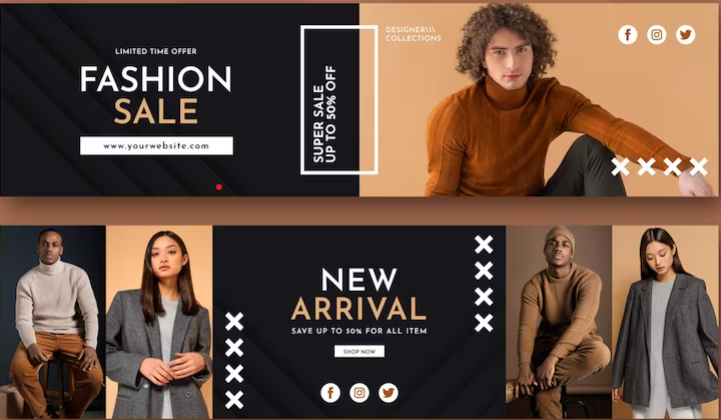 LIMITED TIME OFFER
FASHION
SALE
www.yourwebsite.com
SUPER SALE
UP TO 50% OFF
DESIGNER\\\
COLLECTIONS
NEW
ARRIVAL
SAVE UP TO 50% FOR ALL ITEM
SHOP NOW